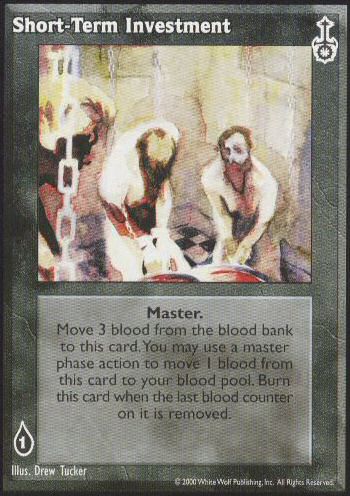 Short-Term Investment
Master.
Move 3 blood from the blood bank
to this card. You may use a master
phase action to move 1 blood from
this card to your blood pool. Burn
this card when the last blood counter
on it is removed.
1
Illus. Drew Tucker
© 2000 White Wolf Publishing, Inc. All Rights Reserved.